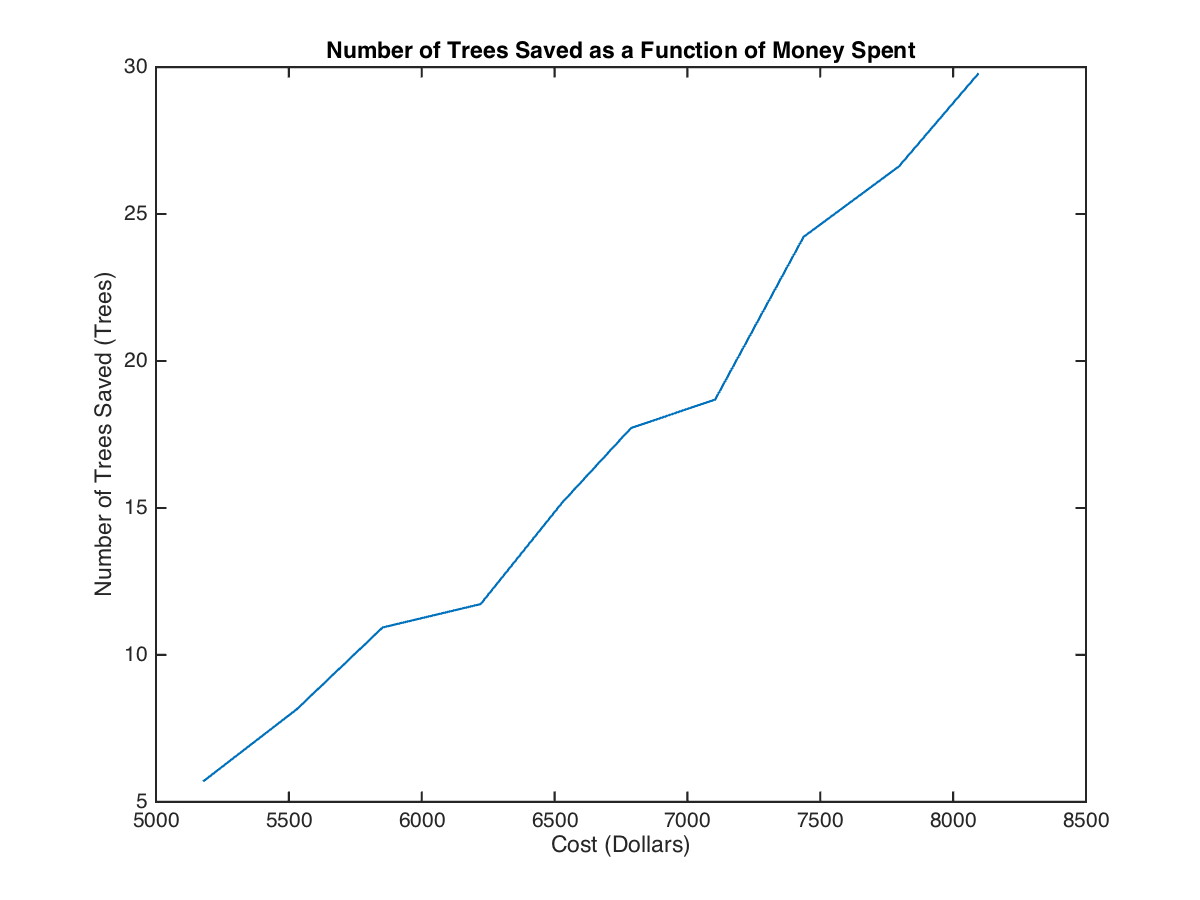 Number of Trees Saved as a Function of Money Spent
30
25
20
15
10
5
Number of Trees Saved (Trees)
5000 5500 6000 6500 7000 7500 8000 8500
Cost (Dollars)